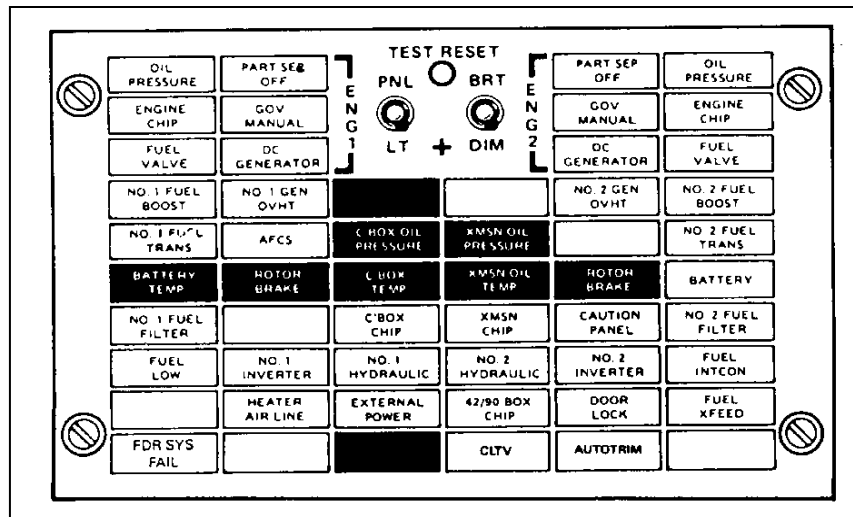 TEST RESET
OIL PRESSURE
PART SEP OFF
PNL
BRT
PART SEP OFF
OIL PRESSURE
ENG 1
ENG 2
ENGINE CHIP
GOV MANUAL
GOV MANUAL
ENGINE CHIP
LT + DIM
FUEL VALVE
DC GENERATOR
DC GENERATOR
FUEL VALVE
NO. 1 FUEL BOOST
NO. 1 GEN OVHT
NO. 2 GEN OVHT
NO. 2 FUEL BOOST
NO. 1 FUEL TRANS
AFCS
C BOX OIL PRESSURE
XMSN OIL PRESSURE
NO. 2 FUEL TRANS
BATTERY TEMP
ROTOR BRAKE
C BOX TEMP
XMSN OIL TEMP
ROTOR BRAKE
BATTERY
NO. 1 FUEL FILTER
C'BOX CHIP
XMSN CHIP
CAUTION PANEL
NO. 2 FUEL FILTER
FUEL LOW
NO. 1 INVERTER
NO. 1 HYDRAULIC
NO. 2 HYDRAULIC
NO. 2 INVERTER
FUEL INTCON
HEATER AIR LINE
EXTERNAL POWER
42/90 BOX CHIP
DOOR LOCK
FUEL XFEED
FDR SYS FAIL
CLTV
AUTOTRIM